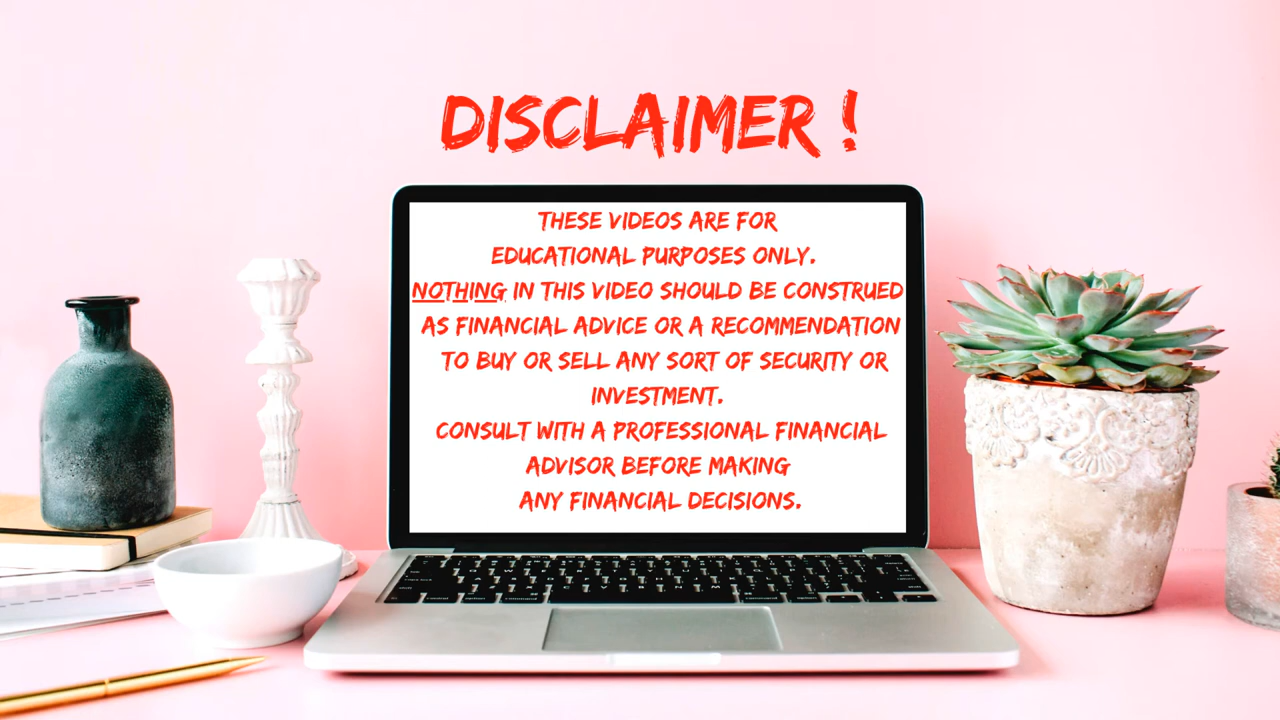 DISCLAIMER !
THESE VIDEOS ARE FOR
EDUCATIONAL PURPOSES ONLY.
NOTHING IN THIS VIDEO SHOULD BE CONSTRUED
AS FINANCIAL ADVICE OR A RECOMMENDATION
TO BUY OR SELL ANY SORT OF SECURITY OR
INVESTMENT.
CONSULT WITH A PROFESSIONAL FINANCIAL
ADVISOR BEFORE MAKING
ANY FINANCIAL DECISIONS.